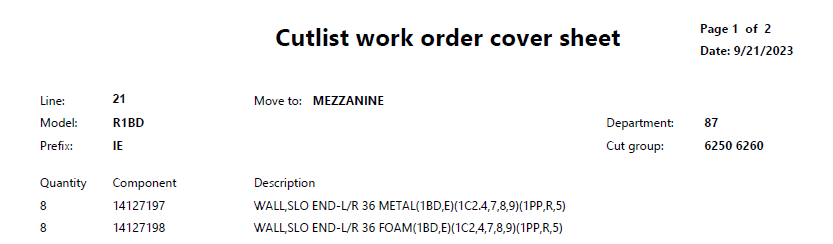 Cutlist work order cover sheet
Page 1 of 2
Date: 9/21/2023
Line: 21 Move to: MEZZANINE
Model: R1BD Department: 87
Prefix: IE Cut group: 6250 6260
Quantity Component Description
8 14127197 WALL,SLO END-L/R 36 METAL(1BD,E)(1C2.4,7,8,9)(1PP,R,5)
8 14127198 WALL,SLO END-L/R 36 FOAM(1BD,E)(1C2,4,7,8,9)(1PP,R,5)